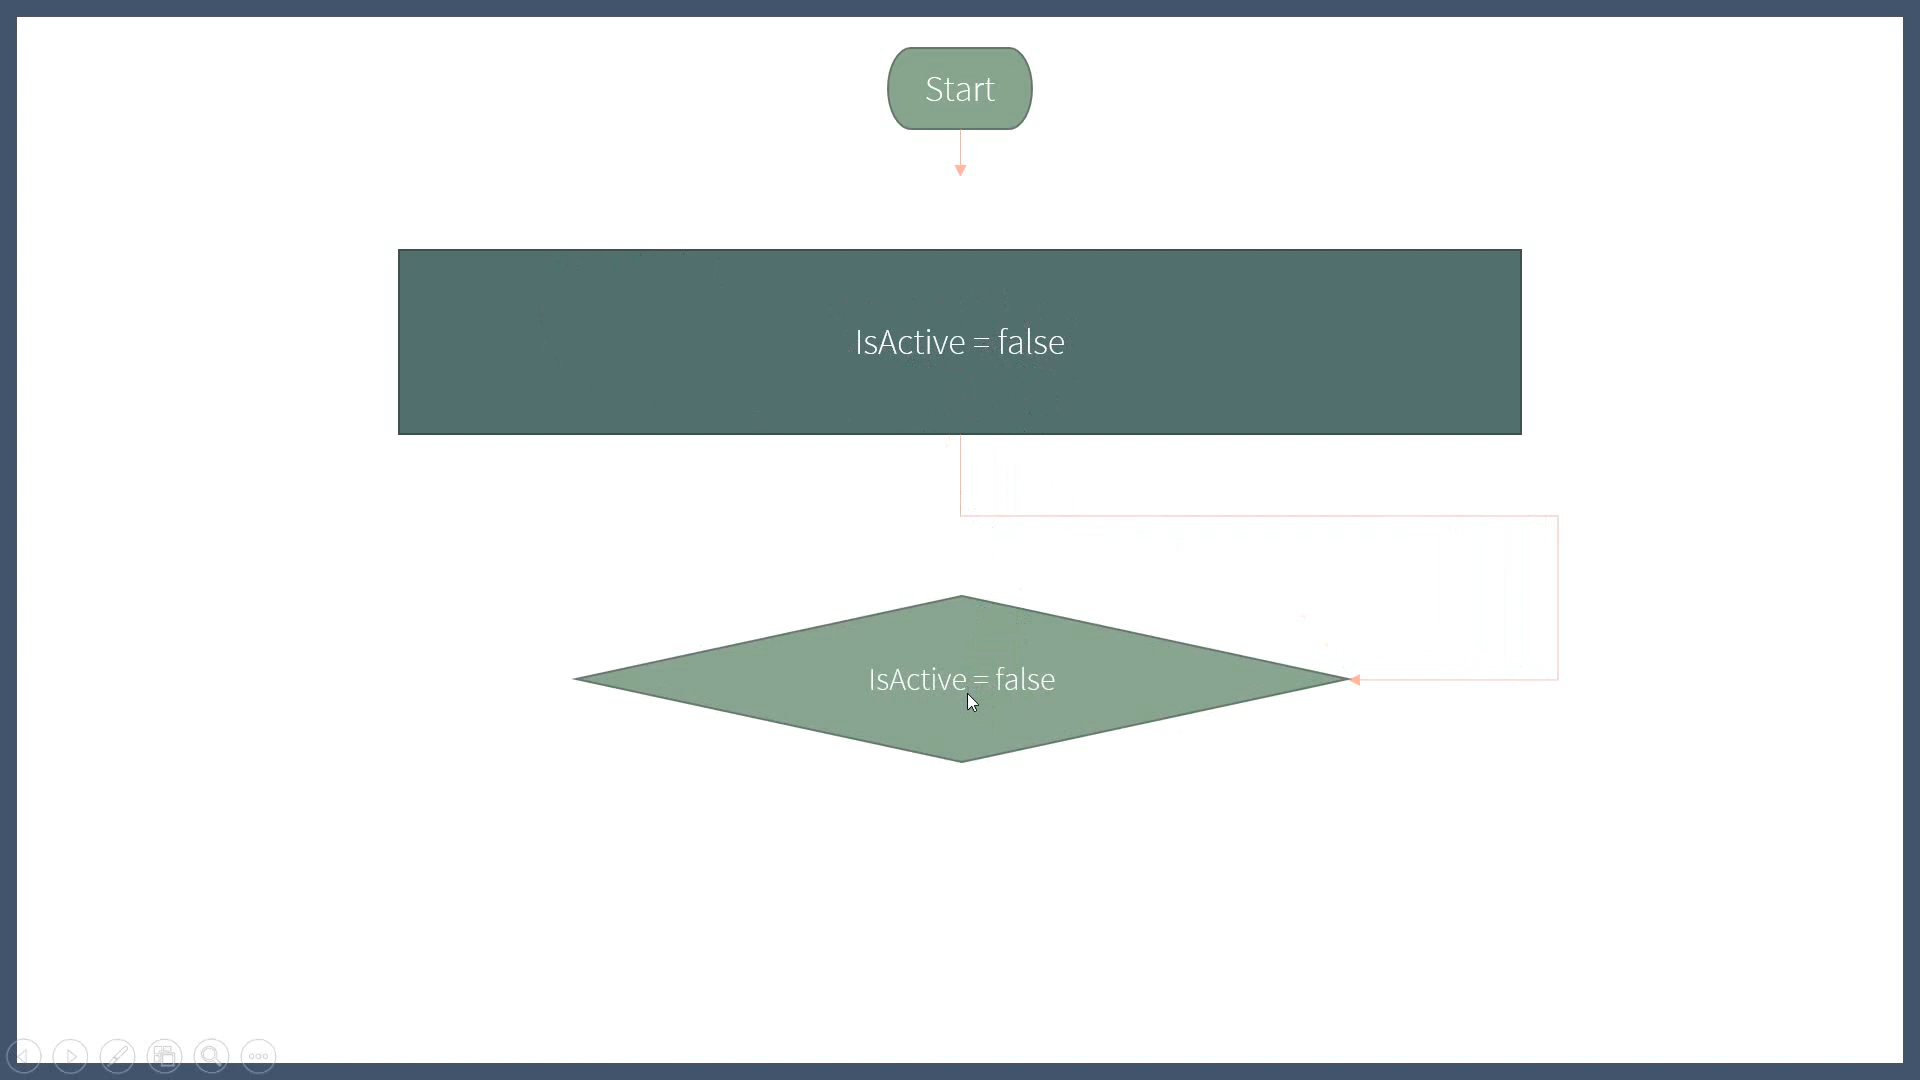 Start
IsActive = false
IsActive = false